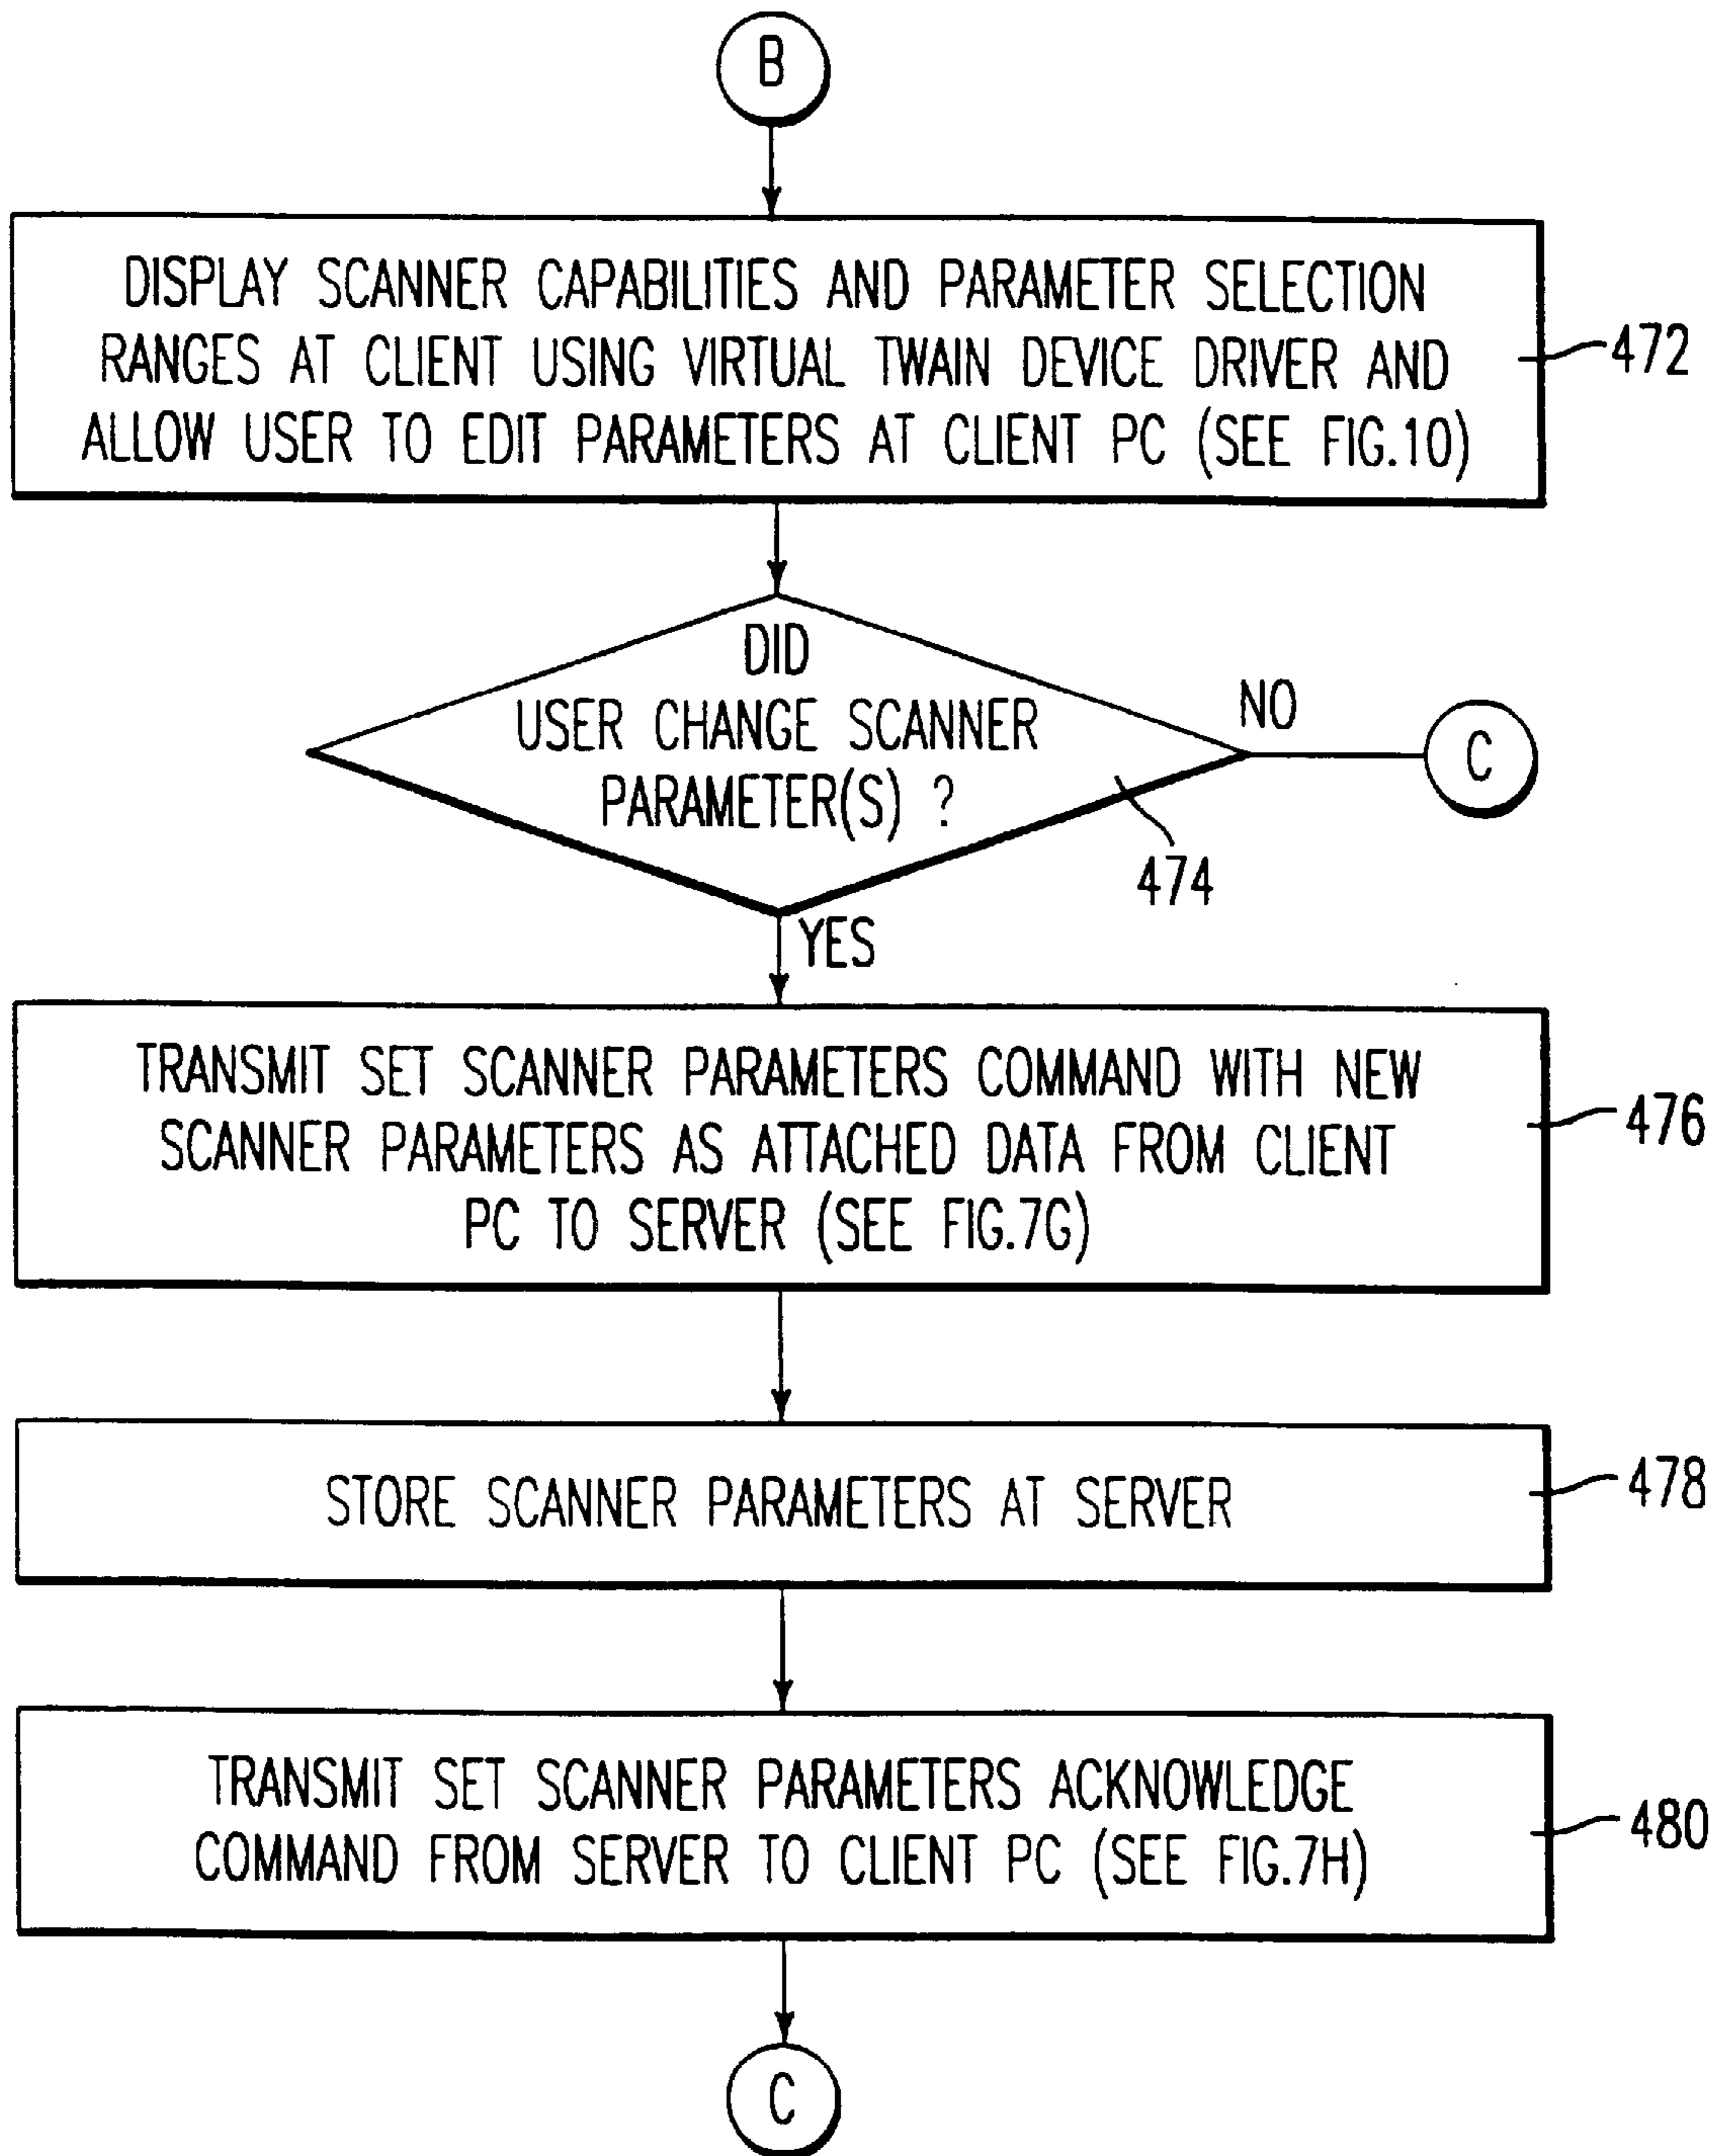 B
DISPLAY SCANNER CAPABILITIES AND PARAMETER SELECTION
RANGES AT CLIENT USING VIRTUAL TWAIN DEVICE DRIVER AND
ALLOW USER TO EDIT PARAMETERS AT CLIENT PC (SEE FIG.10)
472
DID
USER CHANGE SCANNER
PARAMETER(S) ?
474
NO
C
YES
TRANSMIT SET SCANNER PARAMETERS COMMAND WITH NEW
SCANNER PARAMETERS AS ATTACHED DATA FROM CLIENT
PC TO SERVER (SEE FIG.7G)
476
STORE SCANNER PARAMETERS AT SERVER
478
TRANSMIT SET SCANNER PARAMETERS ACKNOWLEDGE
COMMAND FROM SERVER TO CLIENT PC (SEE FIG.7H)
480
C